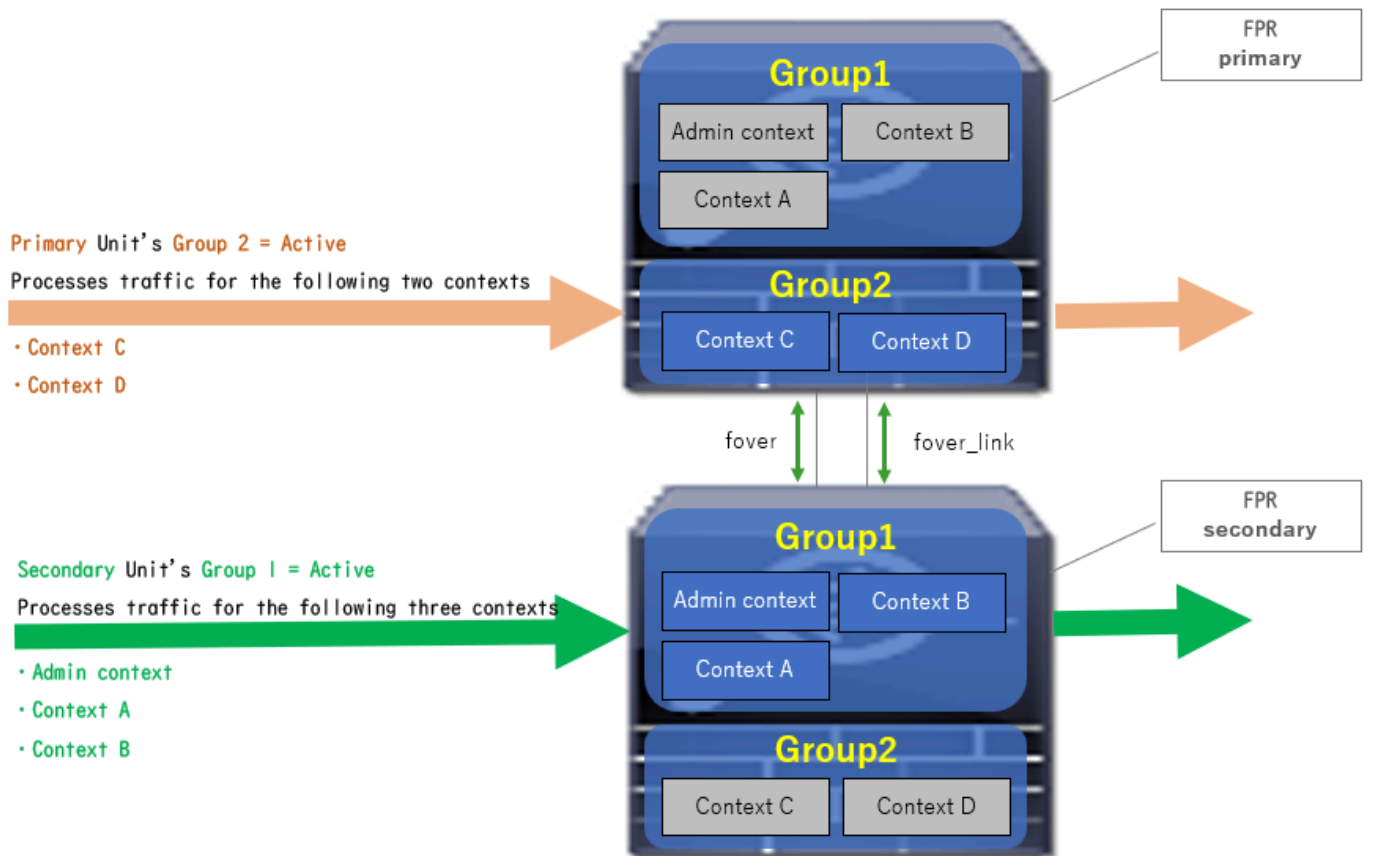 FPR
primary
Group1
Admin context
Context B
Context A
Primary Unit's Group 2 = Active
Processes traffic for the following two contexts
・Context C
・Context D
Group2
Context C
Context D
fover
fover_link
FPR
secondary
Group1
Admin context
Context B
Context A
Secondary Unit's Group 1 = Active
Processes traffic for the following three contexts
・Admin context
・Context A
・Context B
Group2
Context C
Context D